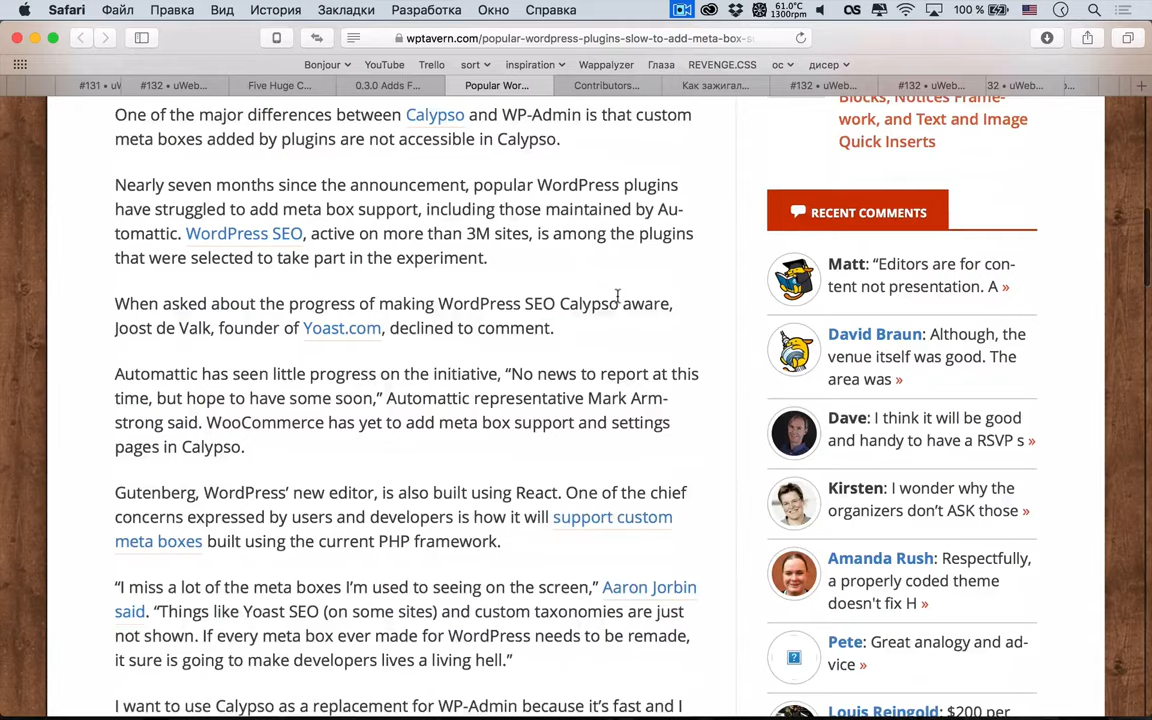 Safari Файл Правка Вид История Закладки Разработка Окно Справка 61.0°C 1300rpm 100 %
wptavern.com/popular-wordpress-plugins-slow-to-add-meta-box-s
Bonjour YouTube Trello sort inspiration Wappalyzer Глаза REVENGE.CSS ос дисер
#131 • uW #132 • uWeb... Five Huge C... 0.3.0 Adds F... Popular Wor... Contributors... Как зажигал... #132 • uWeb... #132 • uWeb... 32 • uWeb...
One of the major differences between Calypso and WP-Admin is that custom
meta boxes added by plugins are not accessible in Calypso.
Nearly seven months since the announcement, popular WordPress plugins
have struggled to add meta box support, including those maintained by Au-
tomattic. WordPress SEO, active on more than 3M sites, is among the plugins
that were selected to take part in the experiment.
When asked about the progress of making WordPress SEO Calypso aware,
Joost de Valk, founder of Yoast.com, declined to comment.
Automattic has seen little progress on the initiative, “No news to report at this
time, but hope to have some soon,” Automattic representative Mark Arm-
strong said. WooCommerce has yet to add meta box support and settings
pages in Calypso.
Gutenberg, WordPress’ new editor, is also built using React. One of the chief
concerns expressed by users and developers is how it will support custom
meta boxes built using the current PHP framework.
“I miss a lot of the meta boxes I’m used to seeing on the screen,” Aaron Jorbin
said. “Things like Yoast SEO (on some sites) and custom taxonomies are just
not shown. If every meta box ever made for WordPress needs to be remade,
it sure is going to make developers lives a living hell.”
I want to use Calypso as a replacement for WP-Admin because it’s fast and I
Blocks, Notices Frame-
work, and Text and Image
Quick Inserts
RECENT COMMENTS
Matt: “Editors are for con-
tent not presentation. A »
David Braun: Although, the
venue itself was good. The
area was »
Dave: I think it will be good
and handy to have a RSVP s »
Kirsten: I wonder why the
organizers don’t ASK those »
Amanda Rush: Respectfully,
a properly coded theme
doesn't fix H »
Pete: Great analogy and ad-
vice »
Louis Reingold: $200 per